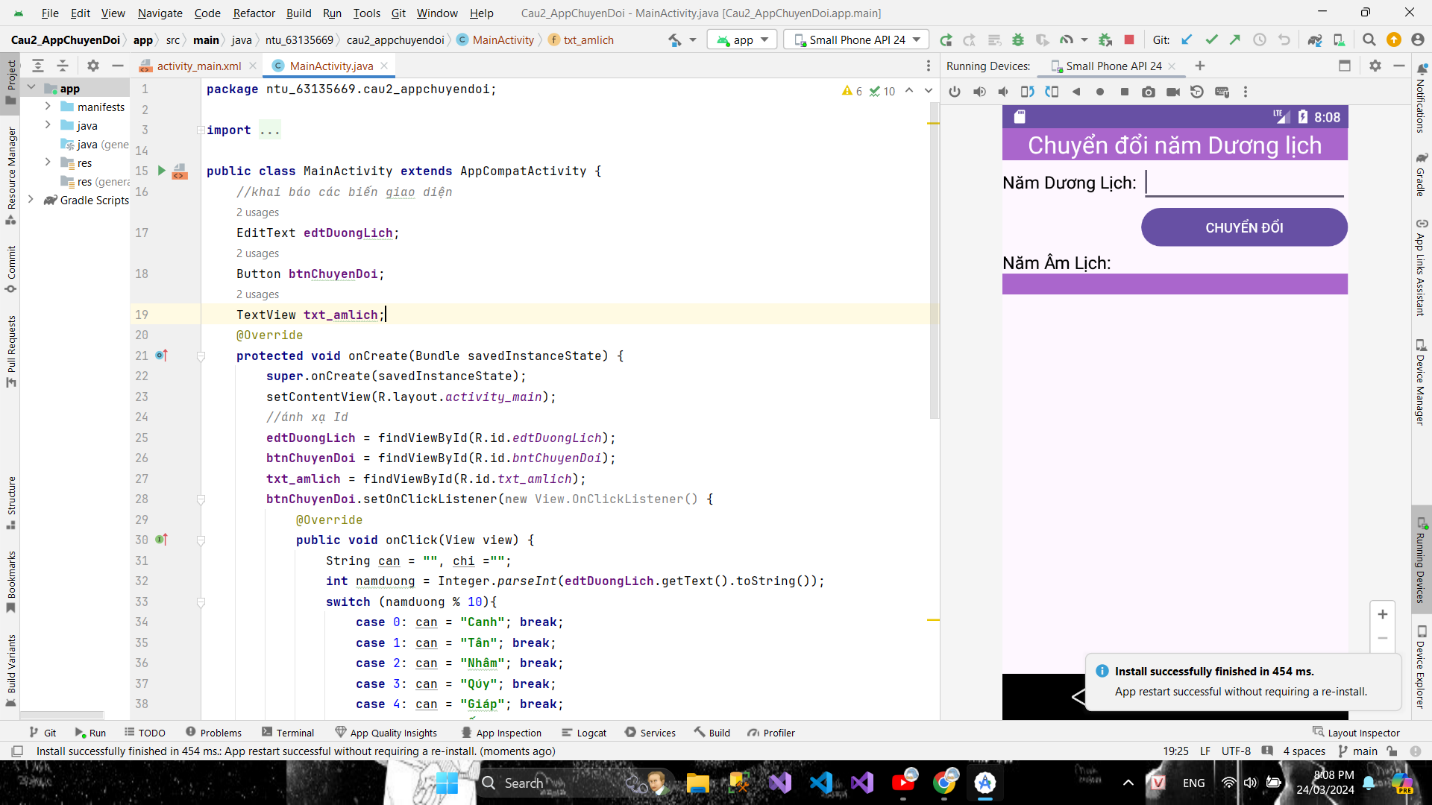 File Edit View Navigate Code Refactor Build Run Tools Git Window Help Cau2_AppChuyenDoi - MainActivity.java [Cau2_AppChuyenDoi.app.main]
Cau2_AppChuyenDoi app src main java ntu_63135669 cau2_appchuyendoi MainActivity txt_amlich app Small Phone API 24 Git:
Project
Resource Manager
Commit
Pull Requests
Structure
Bookmarks
Build Variants
app
manifests
java
java (gene
res
res (genera
Gradle Scripts
activity_main.xml MainActivity.java
6 10
1 package ntu_63135669.cau2_appchuyendoi;
2
3 import ...
14
15 public class MainActivity extends AppCompatActivity {
16 //khai báo các biến giao diện
2 usages
17 EditText edtDuongLich;
2 usages
18 Button btnChuyenDoi;
2 usages
19 TextView txt_amlich;
20 @Override
21 protected void onCreate(Bundle savedInstanceState) {
22 super.onCreate(savedInstanceState);
23 setContentView(R.layout.activity_main);
24 //ánh xạ Id
25 edtDuongLich = findViewById(R.id.edtDuongLich);
26 btnChuyenDoi = findViewById(R.id.bntChuyenDoi);
27 txt_amlich = findViewById(R.id.txt_amlich);
28 btnChuyenDoi.setOnClickListener(new View.OnClickListener() {
29 @Override
30 public void onClick(View view) {
31 String can = "", chi ="";
32 int namduong = Integer.parseInt(edtDuongLich.getText().toString());
33 switch (namduong % 10){
34 case 0: can = "Canh"; break;
35 case 1: can = "Tân"; break;
36 case 2: can = "Nhâm"; break;
37 case 3: can = "Qúy"; break;
38 case 4: can = "Giáp"; break;
Running Devices: Small Phone API 24
LTE 8:08
Chuyển đổi năm Dương lịch
Năm Dương Lịch:
CHUYỂN ĐỔI
Năm Âm Lịch:
Install successfully finished in 454 ms.
App restart successful without requiring a re-install.
Notifications
Gradle
App Links Assistant
Device Manager
Running Devices
Device Explorer
Git Run TODO Problems Terminal App Quality Insights App Inspection Logcat Services Build Profiler Layout Inspector
Install successfully finished in 454 ms.: App restart successful without requiring a re-install. (moments ago) 19:25 LF UTF-8 4 spaces main
Search ENG 8:08 PM
24/03/2024
PRE